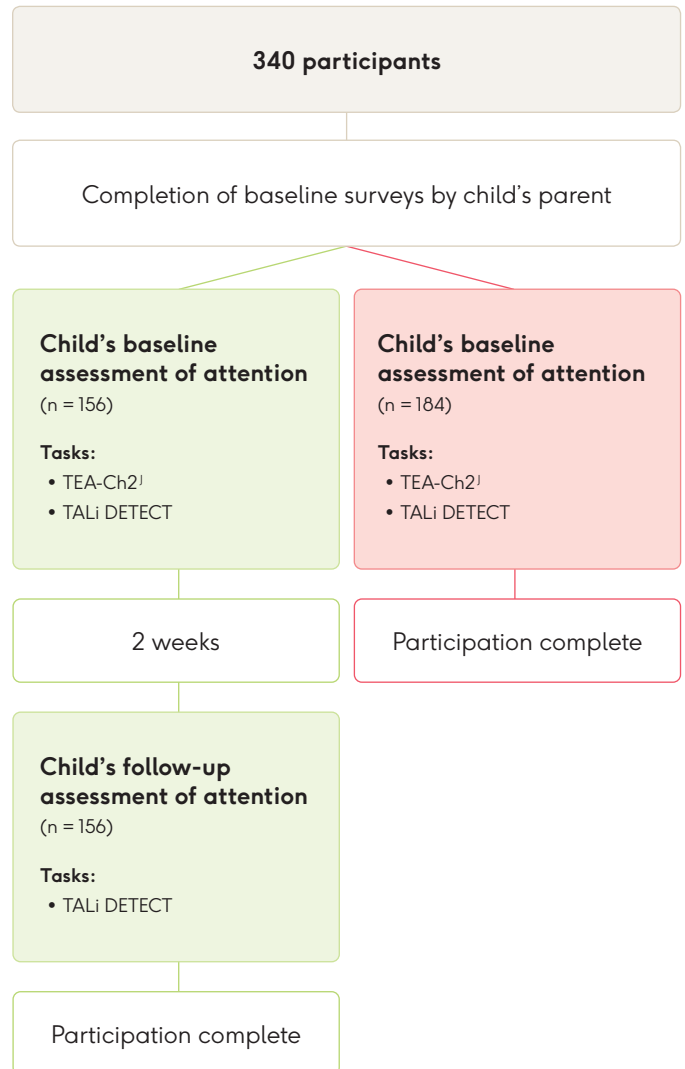 340 participants
Completion of baseline surveys by child's parent
Child's baseline
assessment of attention
(n = 156)
Tasks:
• TEA-Ch2ᴶ
• TALi DETECT
Child's baseline
assessment of attention
(n = 184)
Tasks:
• TEA-Ch2ᴶ
• TALi DETECT
2 weeks
Participation complete
Child's follow-up
assessment of attention
(n = 156)
Tasks:
• TALi DETECT
Participation complete